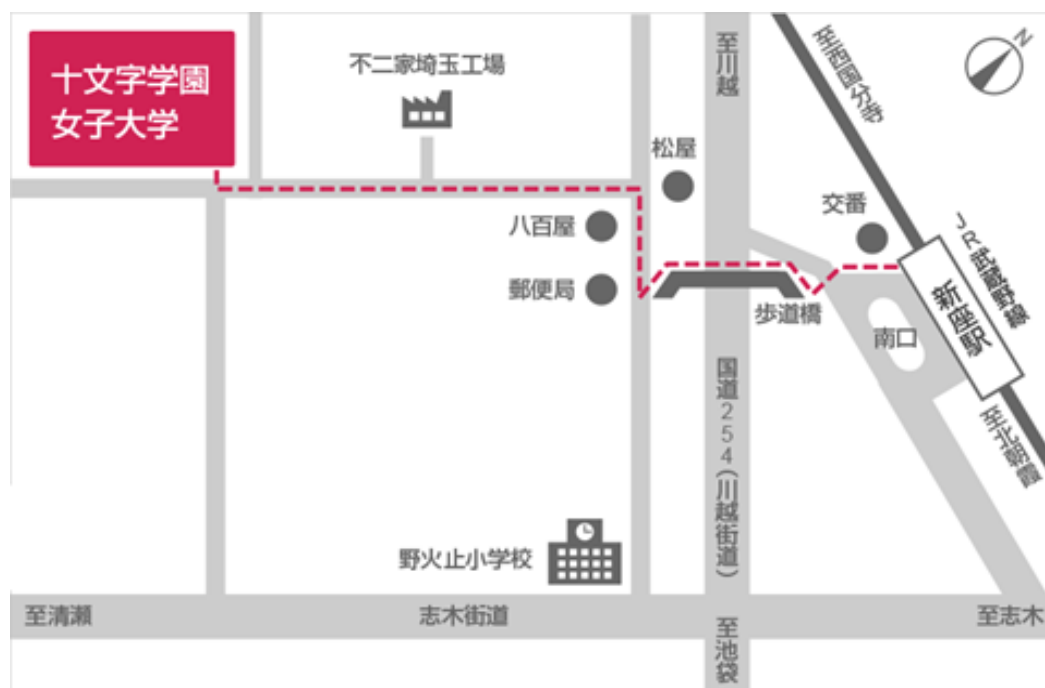 十文字学園
女子大学
不二家埼玉工場
至川越
至西国分寺
N
松屋
交番
八百屋
JR武蔵野線
郵便局
新座駅
歩道橋
南口
国道254(川越街道)
至北朝霞
野火止小学校
至清瀬
志木街道
至志木
至池袋